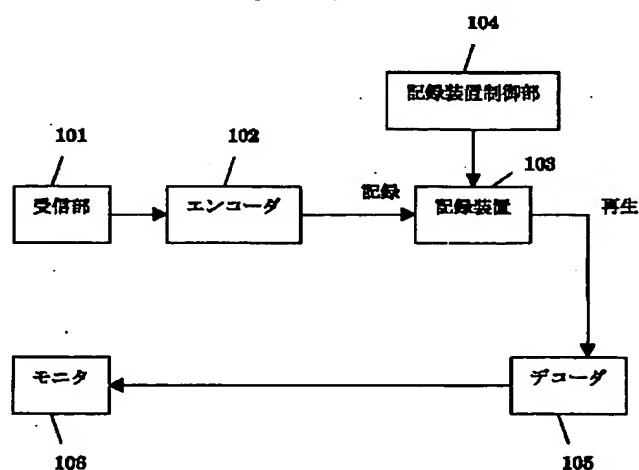 104
記録装置制御部
101
102
103
受信部
エンコーダ
記録
記録装置
再生
モニタ
デコーダ
106
105